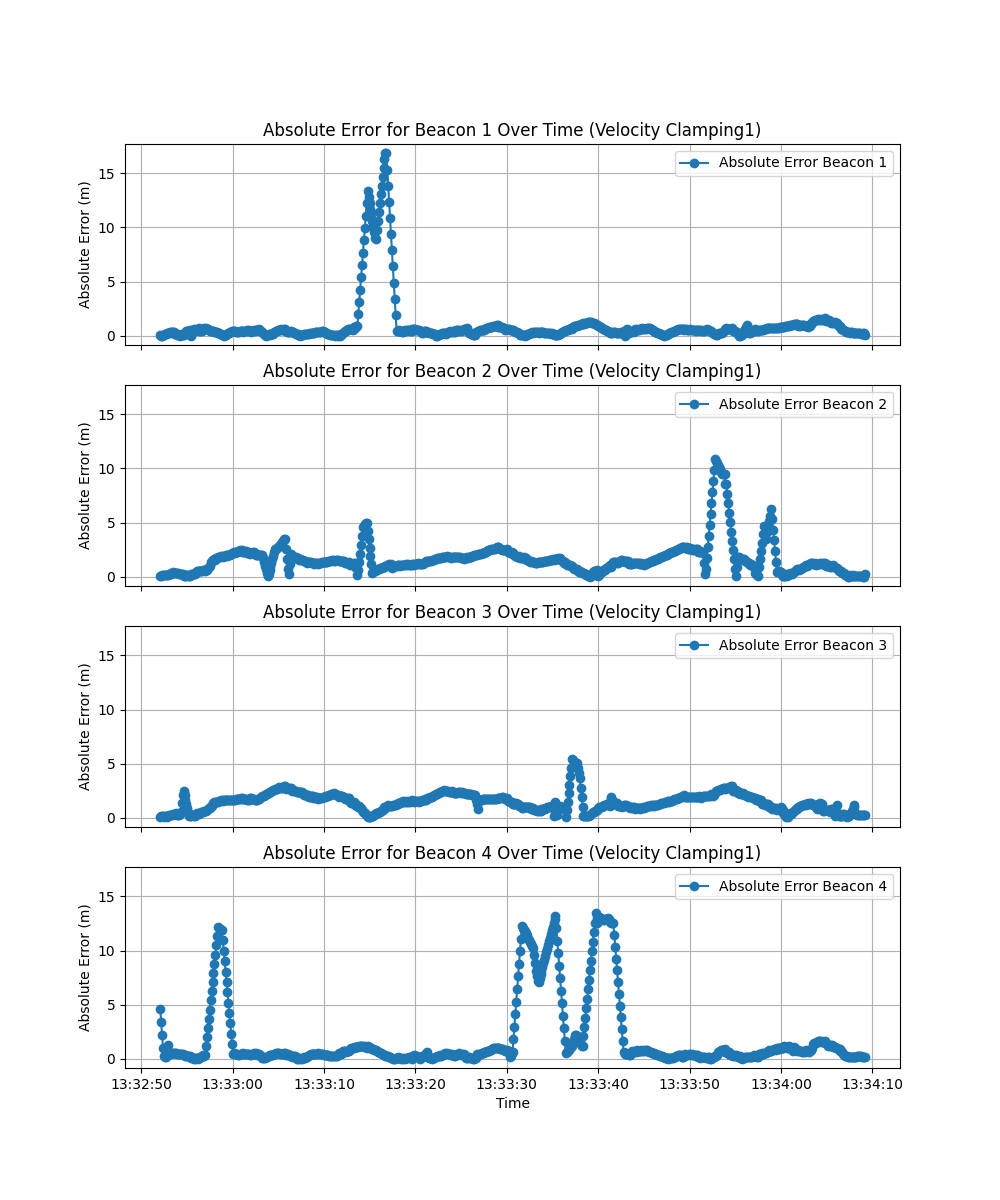 Absolute Error for Beacon 1 Over Time (Velocity Clamping1)
Absolute Error (m)
15
10
5
0
Absolute Error Beacon 1
Absolute Error for Beacon 2 Over Time (Velocity Clamping1)
Absolute Error (m)
15
10
5
0
Absolute Error Beacon 2
Absolute Error for Beacon 3 Over Time (Velocity Clamping1)
Absolute Error (m)
15
10
5
0
Absolute Error Beacon 3
Absolute Error for Beacon 4 Over Time (Velocity Clamping1)
Absolute Error (m)
15
10
5
0
Absolute Error Beacon 4
13:32:50 13:33:00 13:33:10 13:33:20 13:33:30 13:33:40 13:33:50 13:34:00 13:34:10
Time